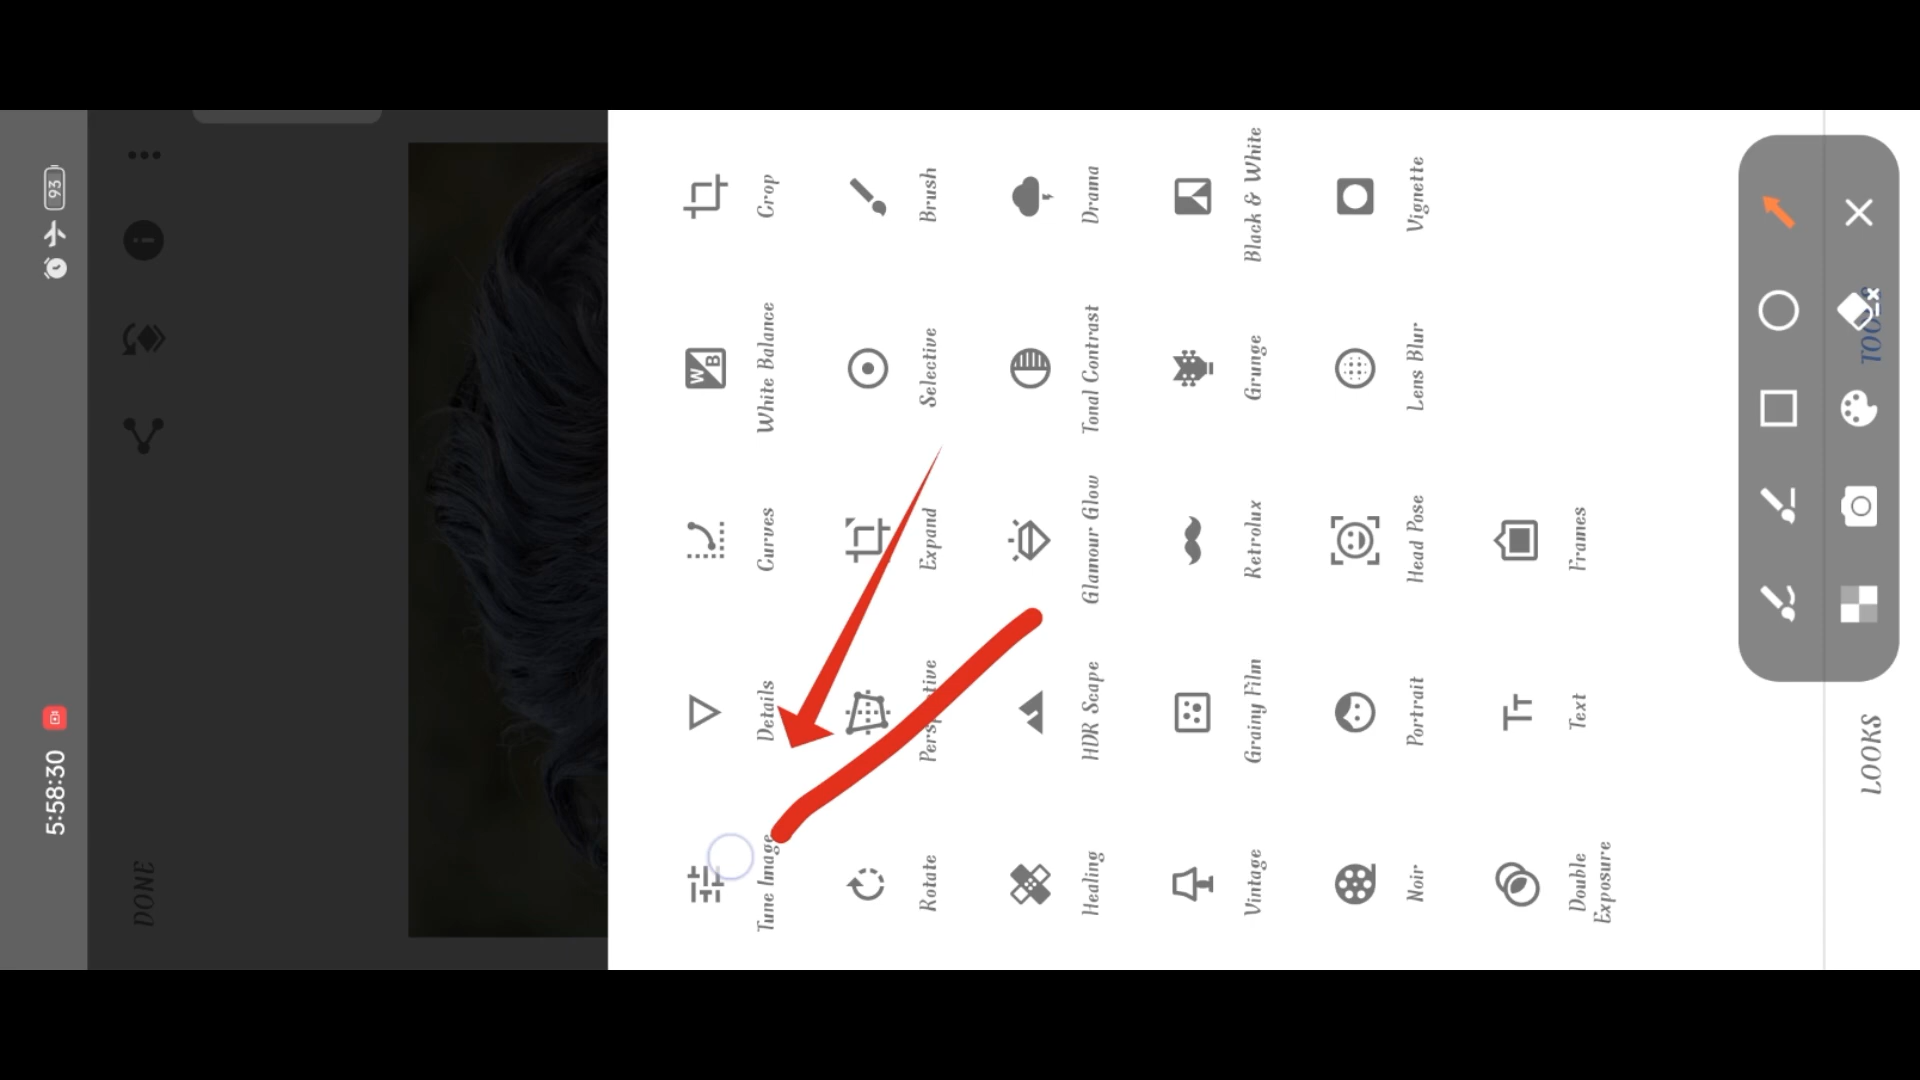 5:58:30
93
DONE
Tune Image
Details
Curves
White Balance
Crop
Rotate
Expand
Selective
Brush
Healing
HDR Scape
Glamour Glow
Tonal Contrast
Drama
Vintage
Grainy Film
Retrolux
Grunge
Black & White
Noir
Portrait
Head Pose
Lens Blur
Vignette
Double
Exposure
Text
Frames
LOOKS